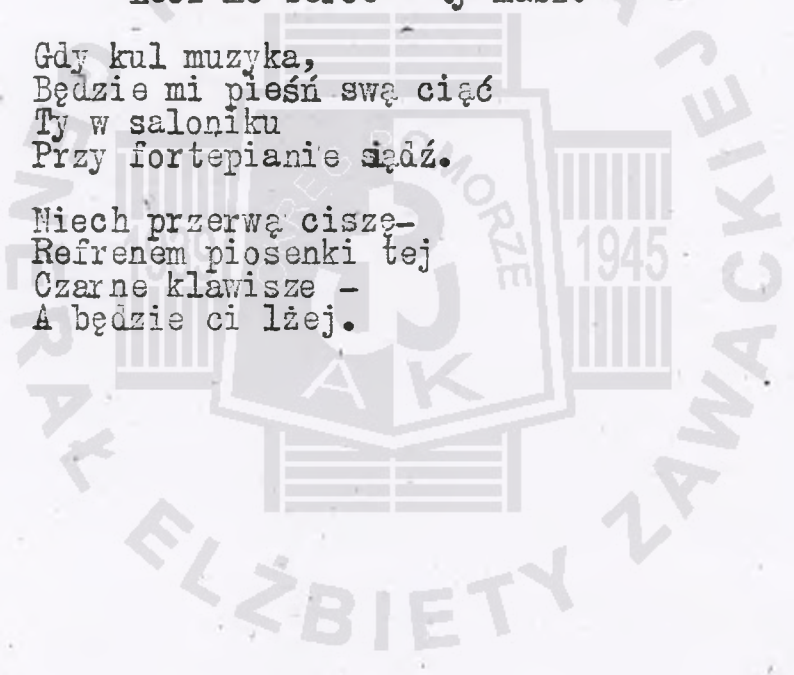 Gdy kul muzyka,
Będzie mi pieśń swą ciąć
Ty w saloniku
Przy fortepianie siądź.
Niech przerwą ciszę-
Refrenem piosenki tej
Czarne klawisze -
A będzie ci lżej.
OKRĘG POMORZE
1945
AK
ELŻBIETY ZAWACKIEJ